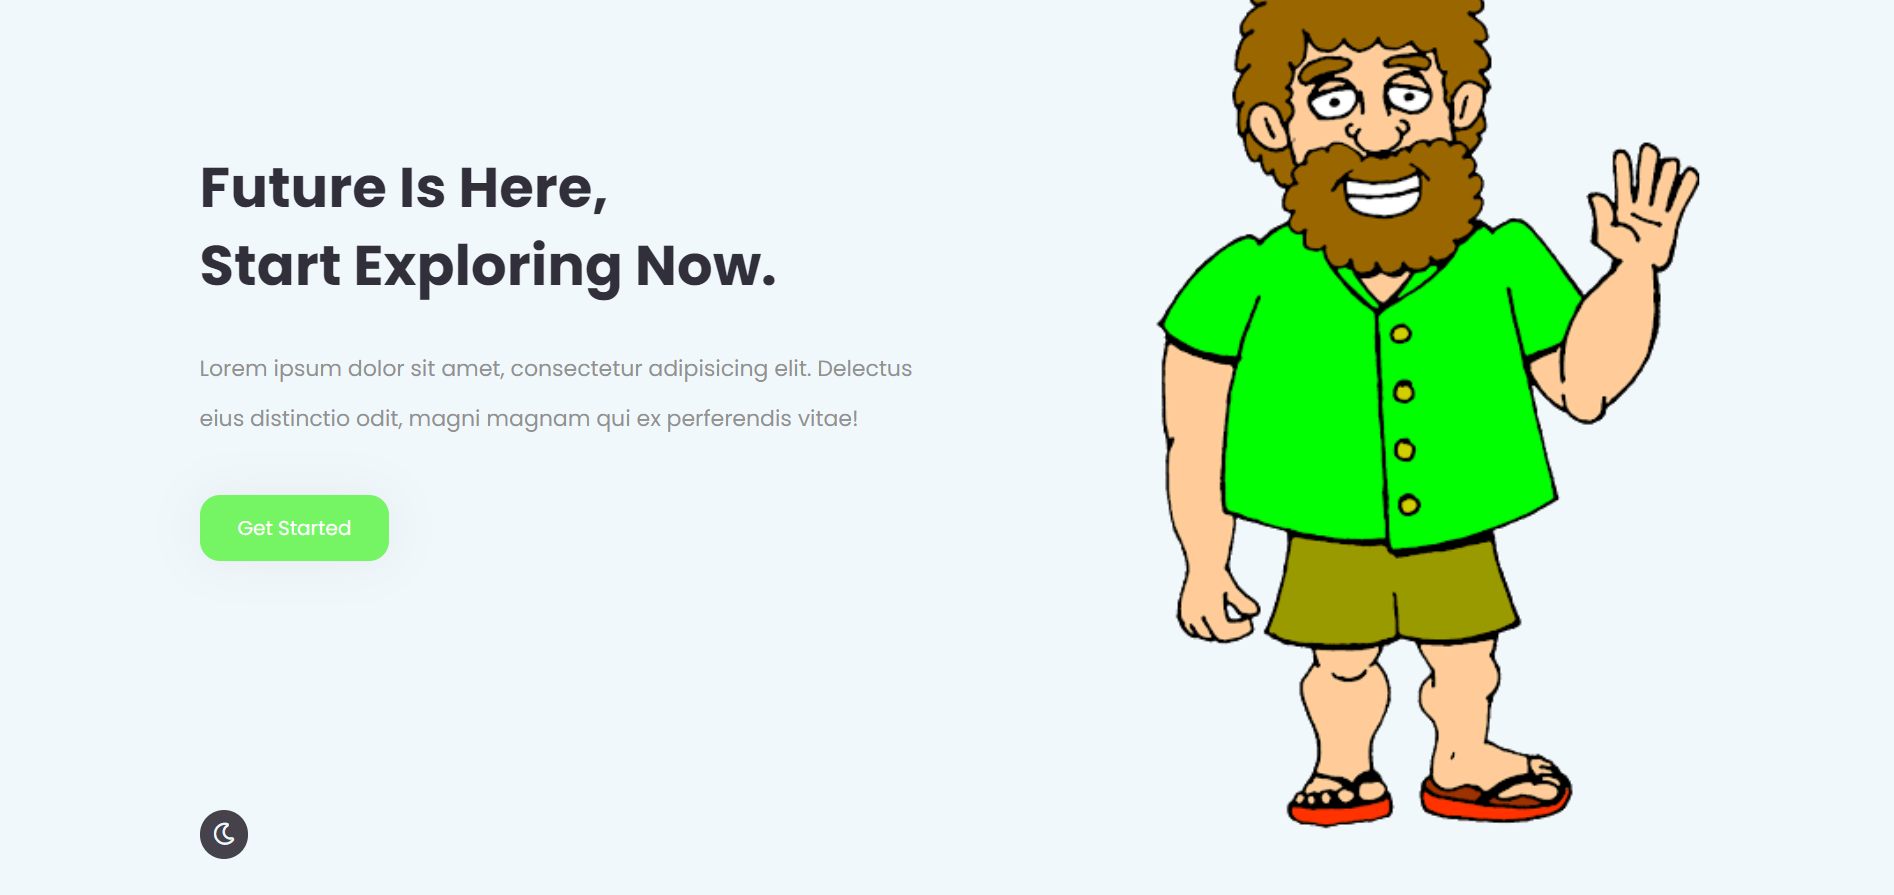 Future Is Here,
Start Exploring Now.
Lorem ipsum dolor sit amet, consectetur adipisicing elit. Delectus
eius distinctio odit, magni magnam qui ex perferendis vitae!
Get Started